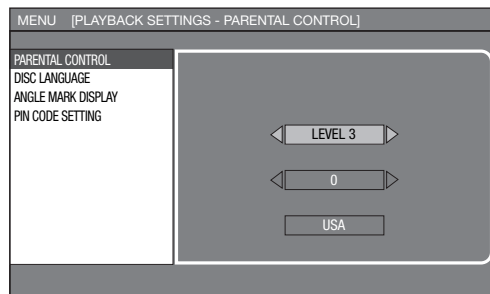 MENU [PLAYBACK SETTINGS - PARENTAL CONTROL]
PARENTAL CONTROL
DISC LANGUAGE
ANGLE MARK DISPLAY
PIN CODE SETTING
LEVEL 3
0
USA